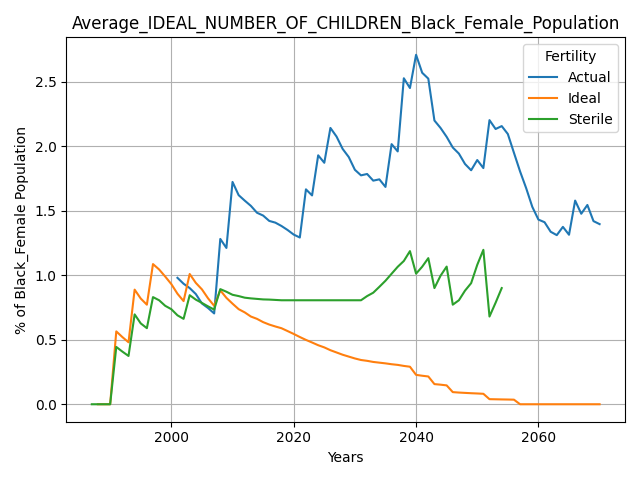 Average_IDEAL_NUMBER_OF_CHILDREN_Black_Female_Population
Fertility
Actual
Ideal
Sterile
% of Black_Female Population
2.5
2.0
1.5
1.0
0.5
0.0
2000 2020 2040 2060
Years